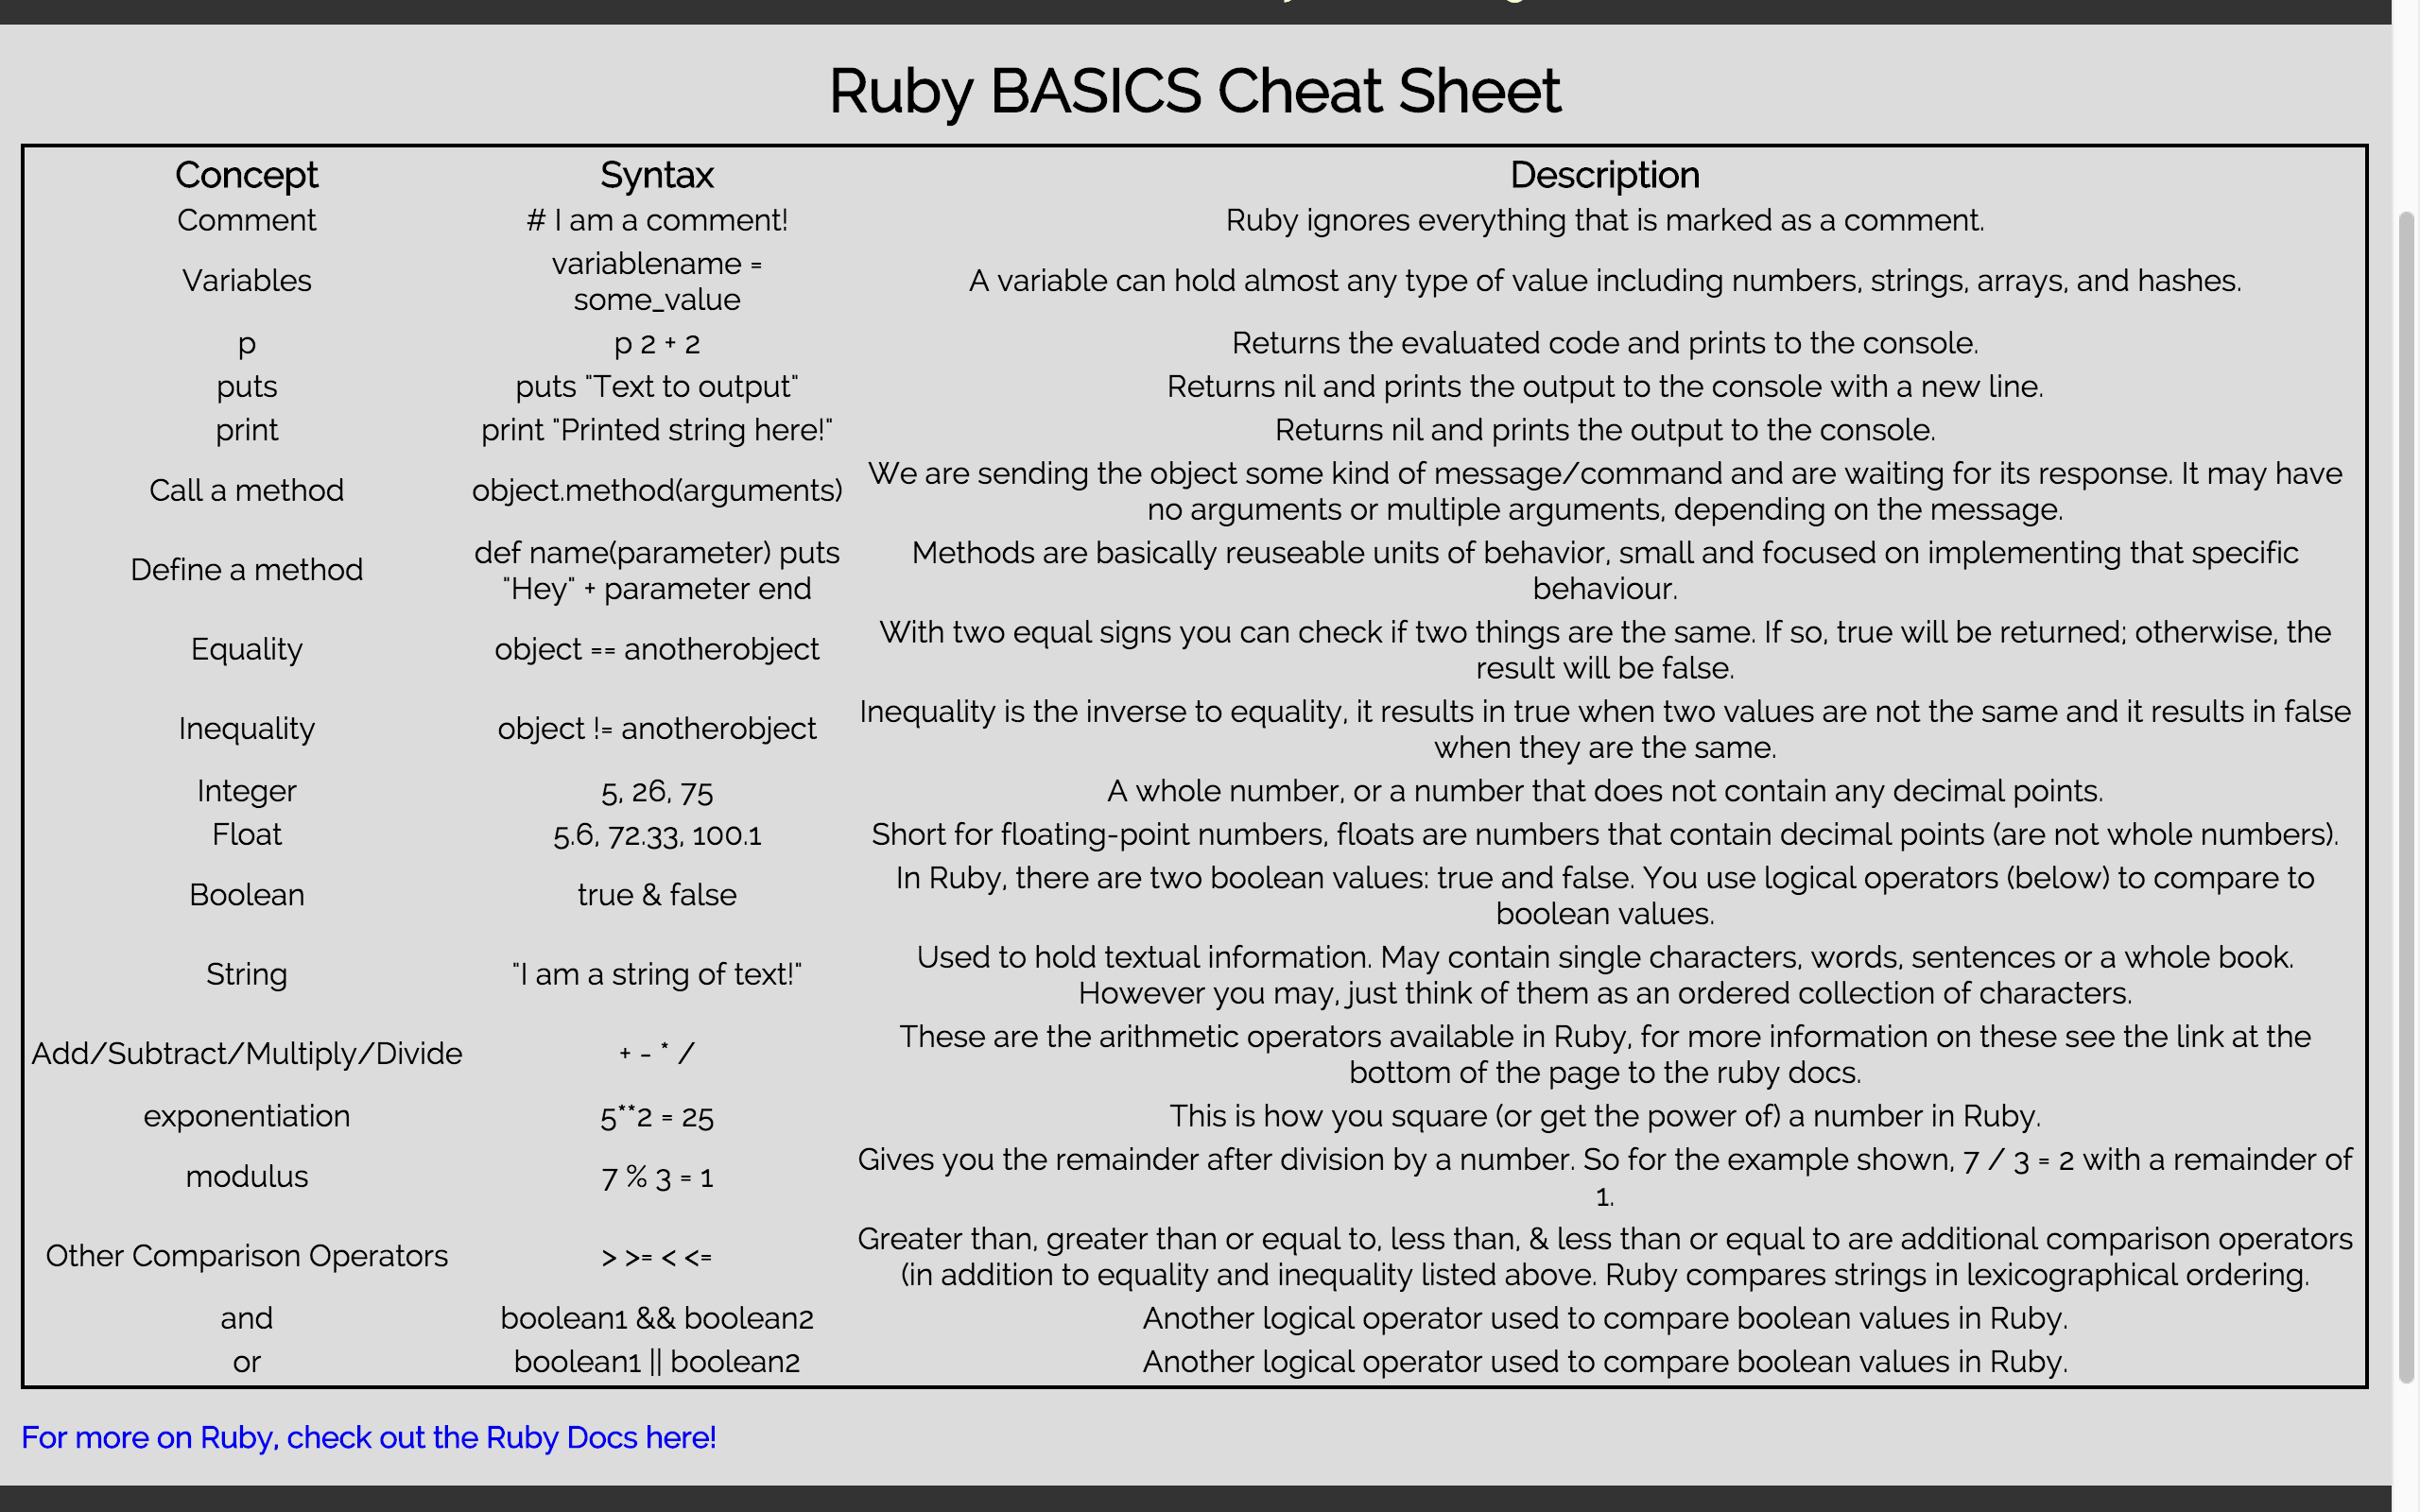 Ruby BASICS Cheat Sheet
Concept Syntax Description
Comment # I am a comment! Ruby ignores everything that is marked as a comment.
Variables variablename =
some_value A variable can hold almost any type of value including numbers, strings, arrays, and hashes.
p p 2 + 2 Returns the evaluated code and prints to the console.
puts puts "Text to output" Returns nil and prints the output to the console with a new line.
print print "Printed string here!" Returns nil and prints the output to the console.
Call a method object.method(arguments) We are sending the object some kind of message/command and are waiting for its response. It may have
no arguments or multiple arguments, depending on the message.
Define a method def name(parameter) puts
"Hey" + parameter end Methods are basically reuseable units of behavior, small and focused on implementing that specific
behaviour.
Equality object == anotherobject With two equal signs you can check if two things are the same. If so, true will be returned; otherwise, the
result will be false.
Inequality object != anotherobject Inequality is the inverse to equality, it results in true when two values are not the same and it results in false
when they are the same.
Integer 5, 26, 75 A whole number, or a number that does not contain any decimal points.
Float 5.6, 72.33, 100.1 Short for floating-point numbers, floats are numbers that contain decimal points (are not whole numbers).
Boolean true & false In Ruby, there are two boolean values: true and false. You use logical operators (below) to compare to
boolean values.
String "I am a string of text!" Used to hold textual information. May contain single characters, words, sentences or a whole book.
However you may, just think of them as an ordered collection of characters.
Add/Subtract/Multiply/Divide + - * / These are the arithmetic operators available in Ruby, for more information on these see the link at the
bottom of the page to the ruby docs.
exponentiation 5**2 = 25 This is how you square (or get the power of) a number in Ruby.
modulus 7 % 3 = 1 Gives you the remainder after division by a number. So for the example shown, 7 / 3 = 2 with a remainder of
1.
Other Comparison Operators > >= < <= Greater than, greater than or equal to, less than, & less than or equal to are additional comparison operators
(in addition to equality and inequality listed above. Ruby compares strings in lexicographical ordering.
and boolean1 && boolean2 Another logical operator used to compare boolean values in Ruby.
or boolean1 || boolean2 Another logical operator used to compare boolean values in Ruby.
For more on Ruby, check out the Ruby Docs here!